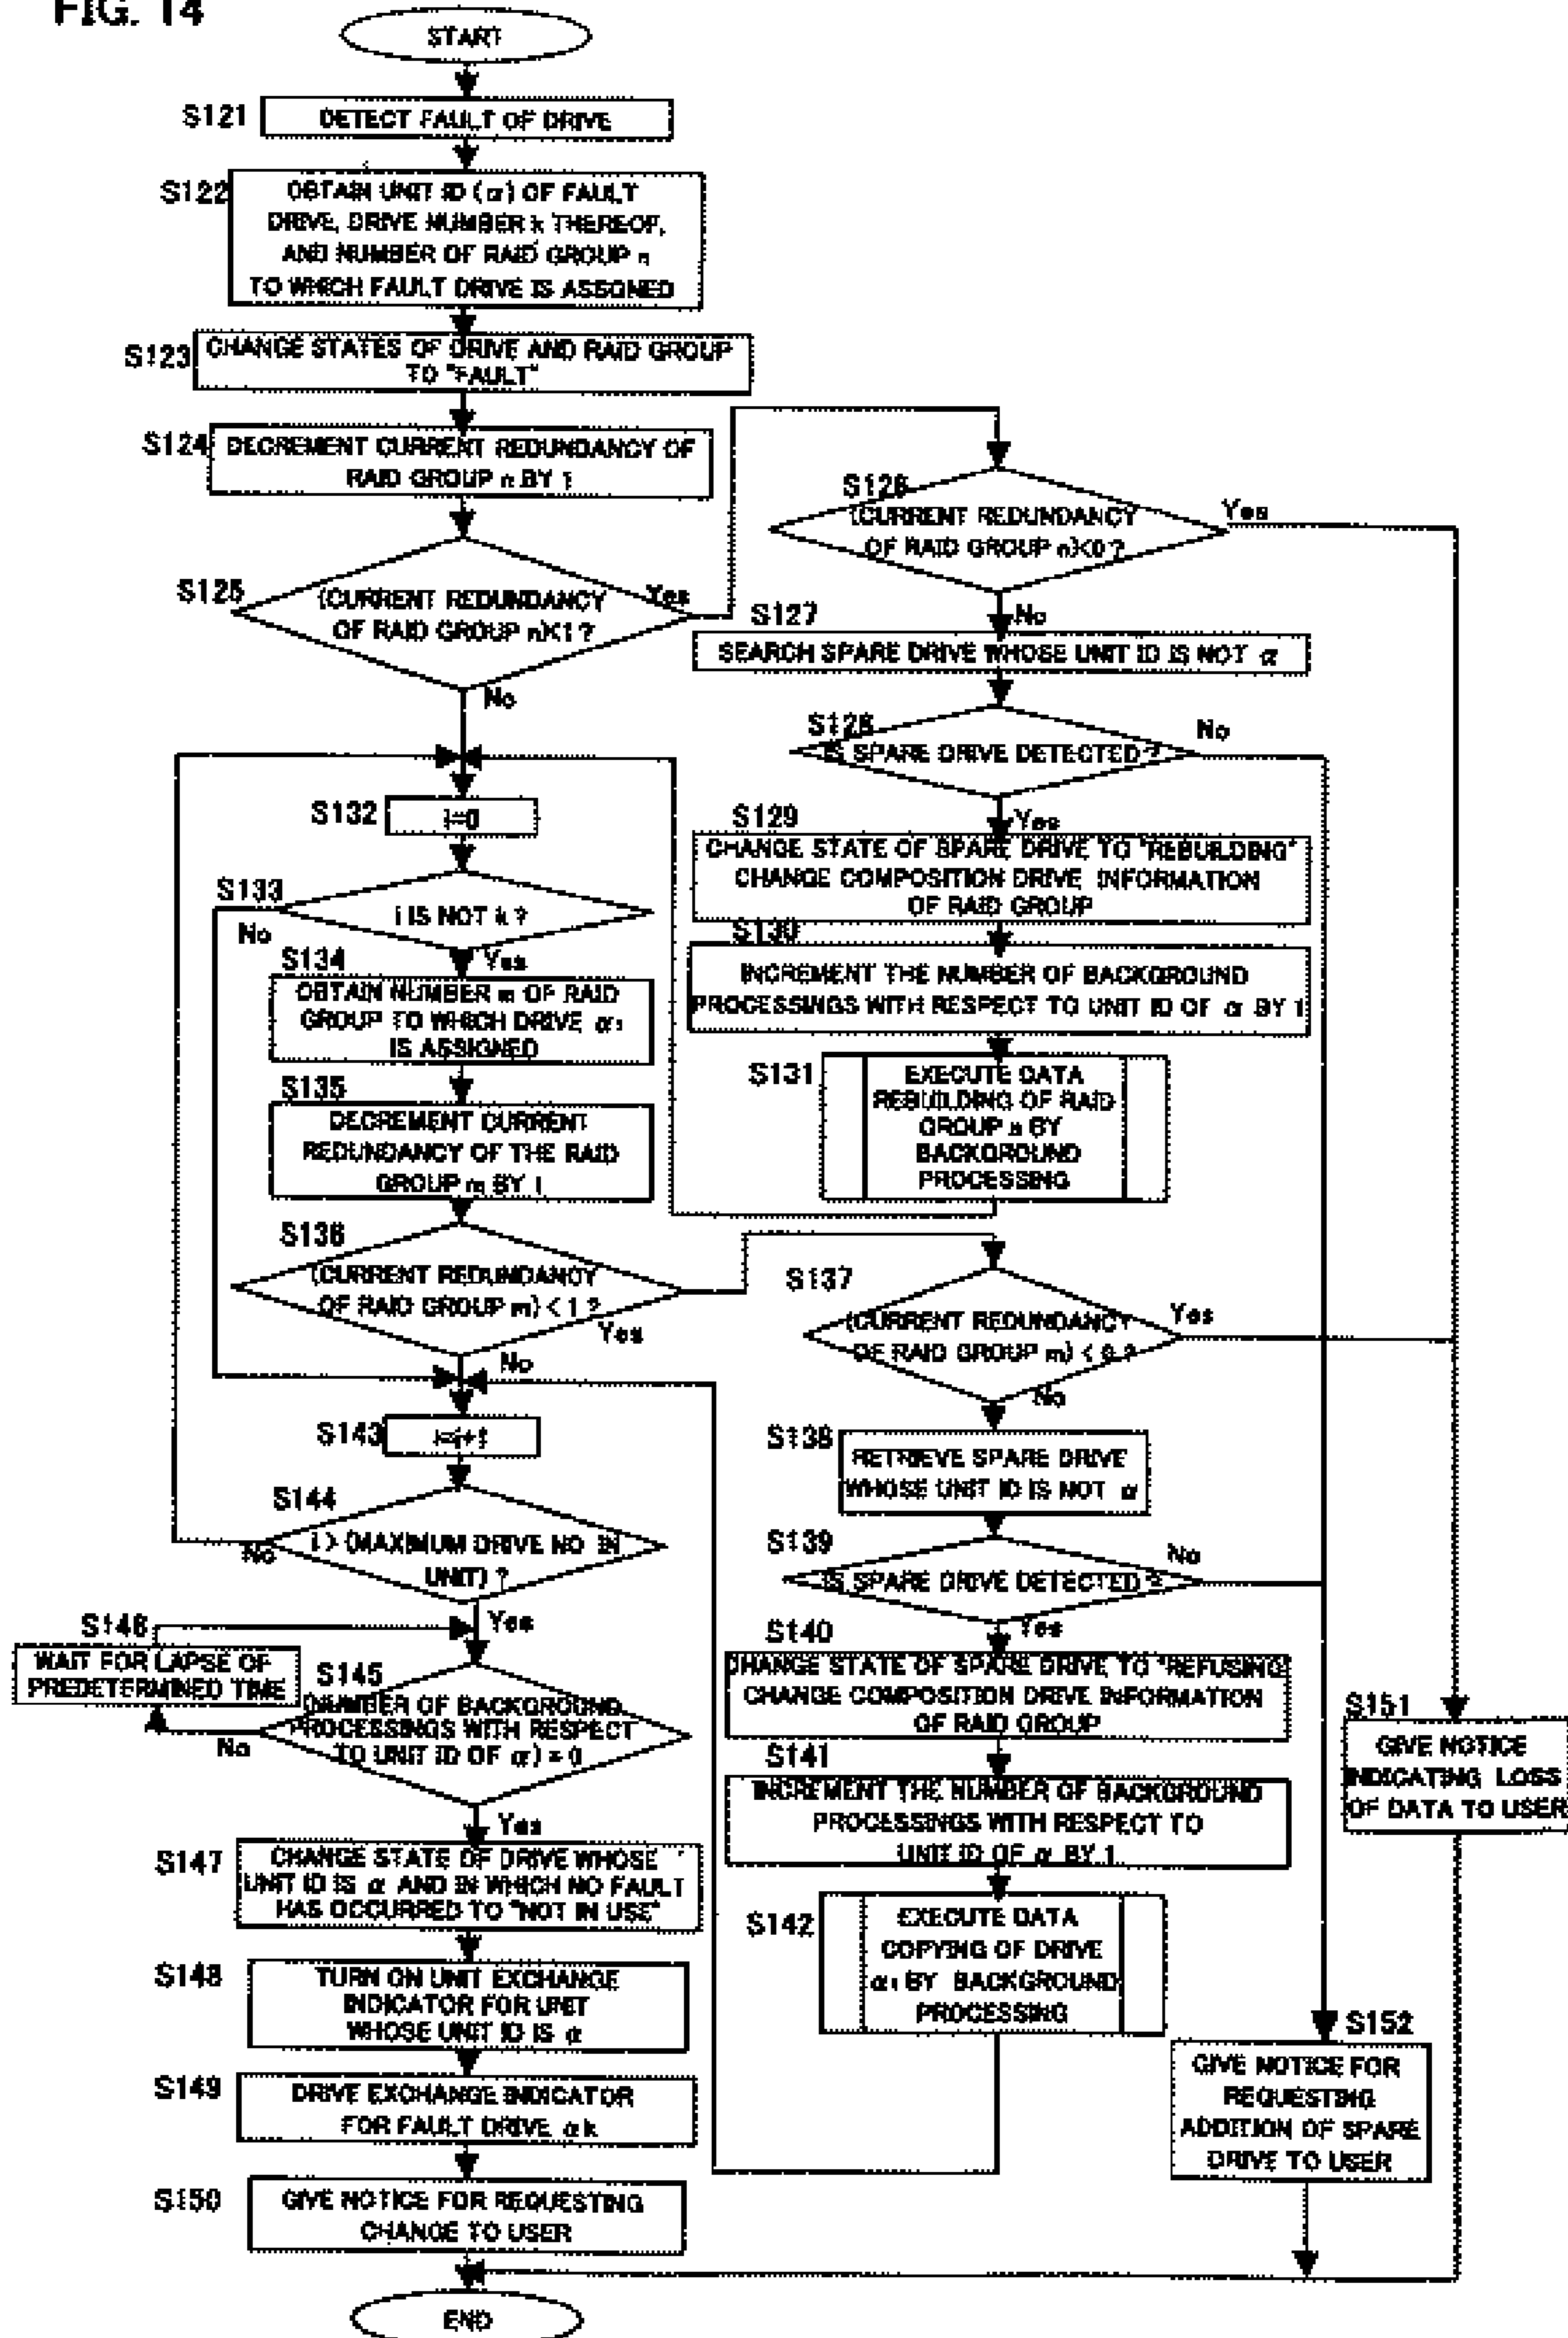 FIG. 14
START
S121
DETECT FAULT OF DRIVE
S122
OBTAIN UNIT ID (α) OF FAULT
DRIVE, DRIVE NUMBER k THEREOF,
AND NUMBER OF RAID GROUP n
TO WHICH FAULT DRIVE IS ASSIGNED
S123
CHANGE STATES OF DRIVE AND RAID GROUP
TO "FAULT"
S124
DECREMENT CURRENT REDUNDANCY OF
RAID GROUP n BY 1
S125
(CURRENT REDUNDANCY
OF RAID GROUP n)<1 ?
Yes
No
S126
(CURRENT REDUNDANCY
OF RAID GROUP n)<0 ?
Yes
No
S127
SEARCH SPARE DRIVE WHOSE UNIT ID IS NOT α
S128
IS SPARE DRIVE DETECTED ?
No
Yes
S129
CHANGE STATE OF SPARE DRIVE TO "REBUILDING"
CHANGE COMPOSITION DRIVE INFORMATION
OF RAID GROUP
S130
INCREMENT THE NUMBER OF BACKGROUND
PROCESSINGS WITH RESPECT TO UNIT ID OF α BY 1
S131
EXECUTE DATA
REBUILDING OF RAID
GROUP n BY
BACKGROUND
PROCESSING
S132
i=0
S133
i IS NOT k ?
No
Yes
S134
OBTAIN NUMBER m OF RAID
GROUP TO WHICH DRIVE αi
IS ASSIGNED
S135
DECREMENT CURRENT
REDUNDANCY OF THE RAID
GROUP m BY 1
S136
(CURRENT REDUNDANCY
OF RAID GROUP m) < 1 ?
Yes
No
S137
(CURRENT REDUNDANCY
OF RAID GROUP m) < 0 ?
Yes
No
S138
RETRIEVE SPARE DRIVE
WHOSE UNIT ID IS NOT α
S139
IS SPARE DRIVE DETECTED ?
No
Yes
S140
CHANGE STATE OF SPARE DRIVE TO "REFUSING
CHANGE COMPOSITION DRIVE INFORMATION
OF RAID GROUP
S141
INCREMENT THE NUMBER OF BACKGROUND
PROCESSINGS WITH RESPECT TO
UNIT ID OF α BY 1
S142
EXECUTE DATA
COPYING OF DRIVE
αi BY BACKGROUND
PROCESSING
S143
i=i+1
S144
i > (MAXIMUM DRIVE NO IN
UNIT) ?
No
Yes
S146
WAIT FOR LAPSE OF
PREDETERMINED TIME
S145
(NUMBER OF BACKGROUND
PROCESSINGS WITH RESPECT
TO UNIT ID OF α) = 0
No
Yes
S147
CHANGE STATE OF DRIVE WHOSE
UNIT ID IS α AND IN WHICH NO FAULT
HAS OCCURRED TO "NOT IN USE"
S148
TURN ON UNIT EXCHANGE
INDICATOR FOR UNIT
WHOSE UNIT ID IS α
S149
DRIVE EXCHANGE INDICATOR
FOR FAULT DRIVE αk
S150
GIVE NOTICE FOR REQUESTING
CHANGE TO USER
S151
GIVE NOTICE
INDICATING LOSS
OF DATA TO USER
S152
GIVE NOTICE FOR
REQUESTING
ADDITION OF SPARE
DRIVE TO USER
END